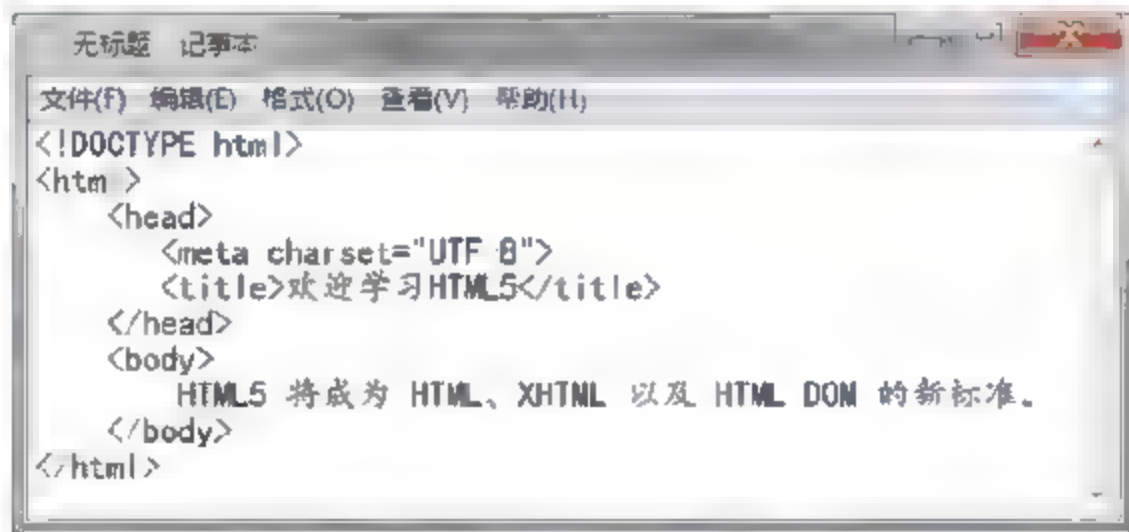 无标题 记事本
文件(F) 编辑(E) 格式(O) 查看(V) 帮助(H)
<!DOCTYPE html>
<htm >
<head>
<meta charset="UTF 8">
<title>欢迎学习HTML5</title>
</head>
<body>
HTML5 将成为 HTML、XHTML 以及 HTML DOM 的新标准。
</body>
</html>